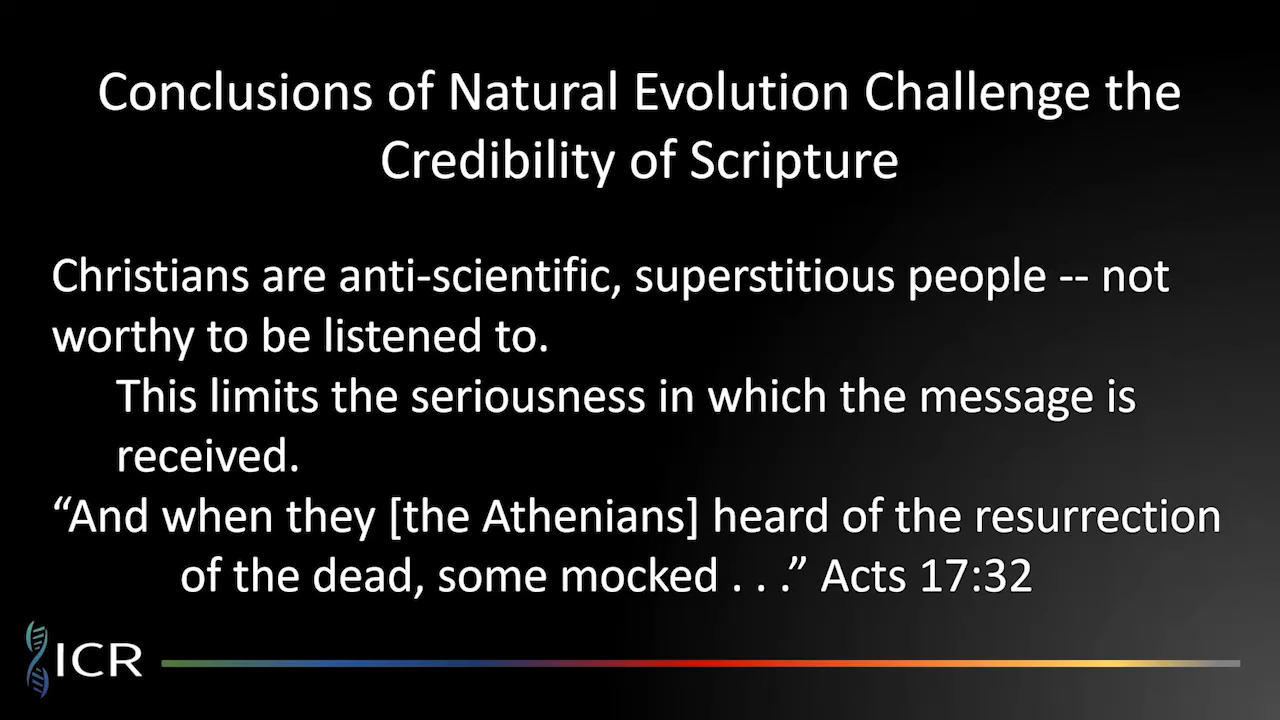 Conclusions of Natural Evolution Challenge the
Credibility of Scripture
Christians are anti-scientific, superstitious people -- not
worthy to be listened to.
This limits the seriousness in which the message is
received.
“And when they [the Athenians] heard of the resurrection
of the dead, some mocked . . .” Acts 17:32
ICR